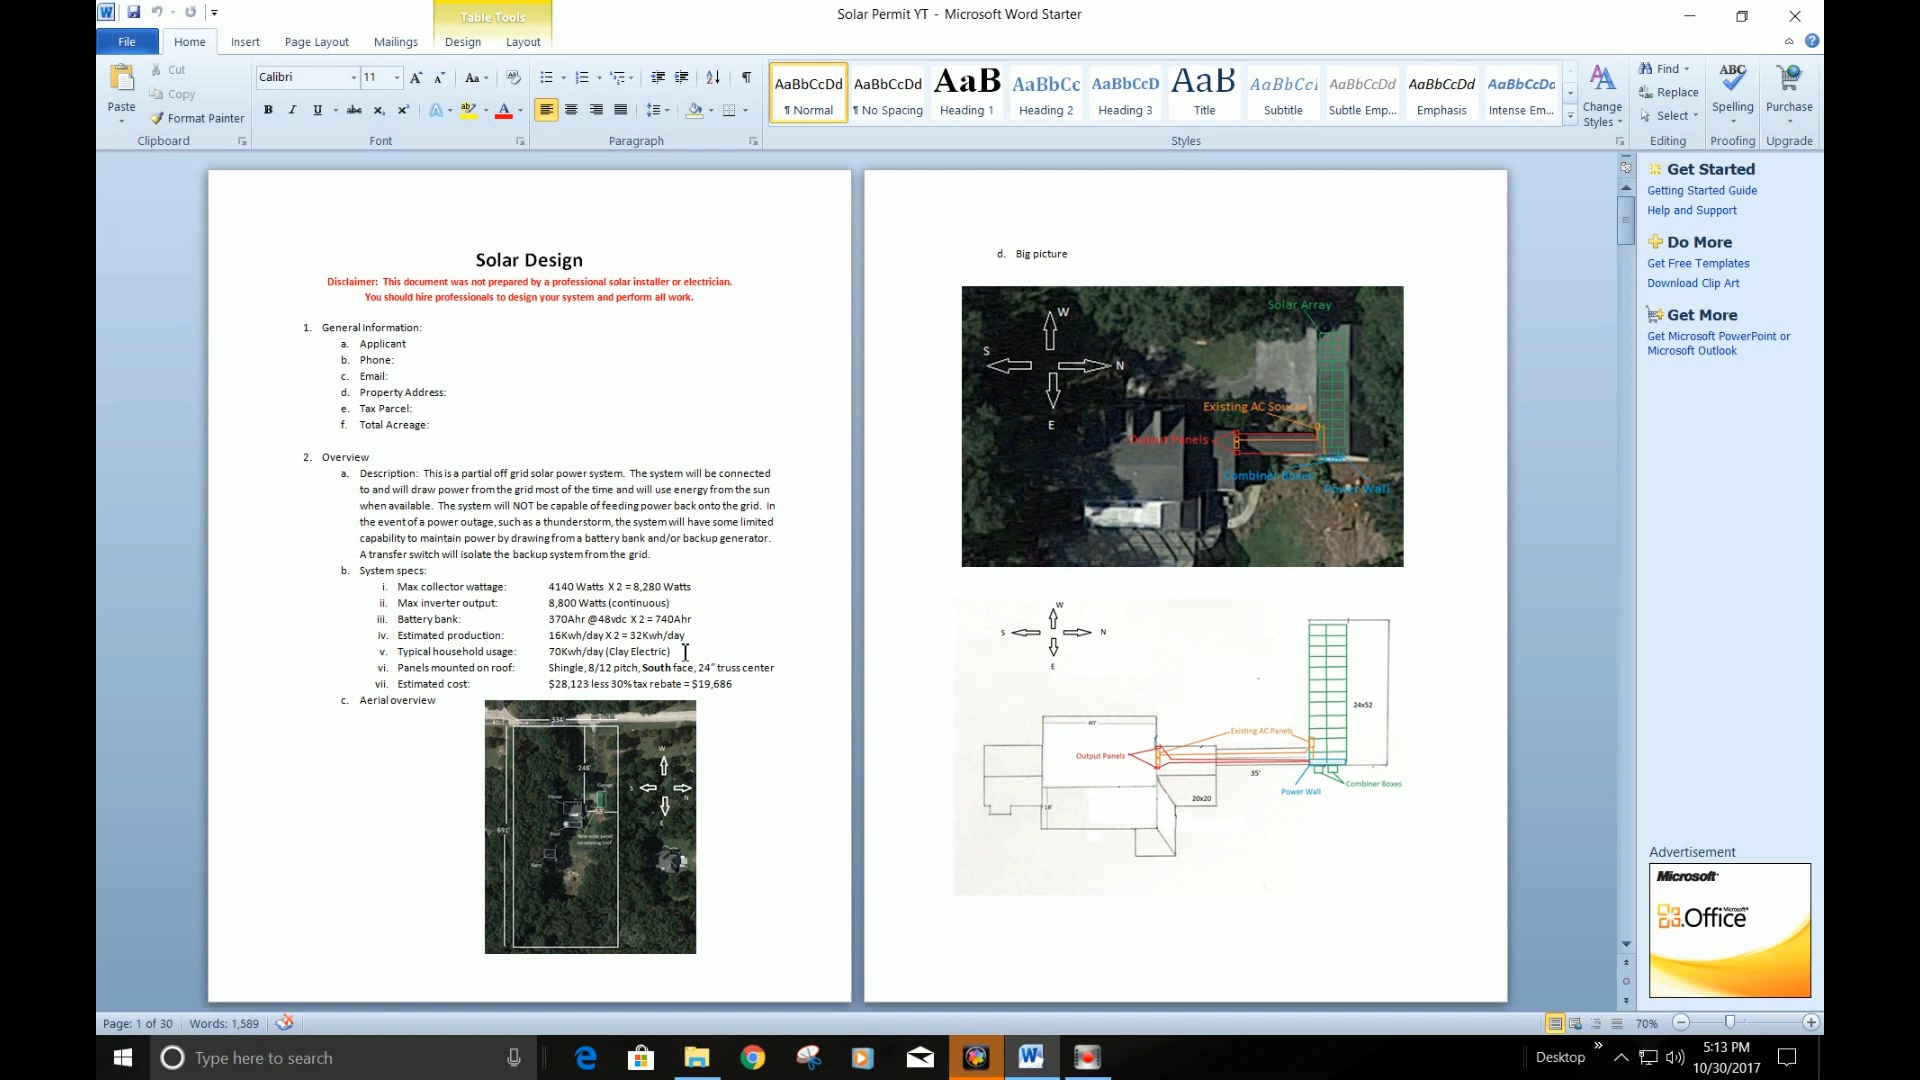 Table Tools
Solar Permit YT - Microsoft Word Starter
File Home Insert Page Layout Mailings Design Layout
Paste
Cut
Copy
Format Painter
Clipboard
Calibri 11
Font
Paragraph
AaBbCcDd AaBbCcDd AaB AaBbCc AaBbCcD AaB AaBbCcI AaBbCcDd AaBbCcDd AaBbCcDc
¶ Normal ¶ No Spacing Heading 1 Heading 2 Heading 3 Title Subtitle Subtle Emp... Emphasis Intense Em...
Styles
Change Styles
Find
Replace
Select
Editing
ABC
Spelling
Proofing
Purchase
Upgrade
Solar Design
Disclaimer: This document was not prepared by a professional solar installer or electrician.
You should hire professionals to design your system and perform all work.
1. General Information:
a. Applicant
b. Phone:
c. Email:
d. Property Address:
e. Tax Parcel:
f. Total Acreage:
2. Overview
a. Description: This is a partial off grid solar power system. The system will be connected
to and will draw power from the grid most of the time and will use energy from the sun
when available. The system will NOT be capable of feeding power back onto the grid. In
the event of a power outage, such as a thunderstorm, the system will have some limited
capability to maintain power by drawing from a battery bank and/or backup generator.
A transfer switch will isolate the backup system from the grid.
b. System specs:
i. Max collector wattage: 4140 Watts X 2 = 8,280 Watts
ii. Max inverter output: 8,800 Watts (continuous)
iii. Battery bank: 370Ahr @48vdc X 2 = 740Ahr
iv. Estimated production: 16Kwh/day X 2 = 32Kwh/day
v. Typical household usage: 70Kwh/day (Clay Electric)
vi. Panels mounted on roof: Shingle, 8/12 pitch, South face, 24" truss center
vii. Estimated cost: $28,123 less 30% tax rebate = $19,686
c. Aerial overview
334'
248'
691'
W
S
N
E
d. Big picture
Solar Array
W
S
N
E
Existing AC Source
Output Panels
Combiner Boxes
Power Wall
W
S
N
E
24x52
40'
Existing AC Panels
Output Panels
35'
Combiner Boxes
Power Wall
20x20
18'
Get Started
Getting Started Guide
Help and Support
Do More
Get Free Templates
Download Clip Art
Get More
Get Microsoft PowerPoint or
Microsoft Outlook
Advertisement
Microsoft
Microsoft
Office
Page: 1 of 30 Words: 1,589
70%
Type here to search
Desktop
5:13 PM
10/30/2017